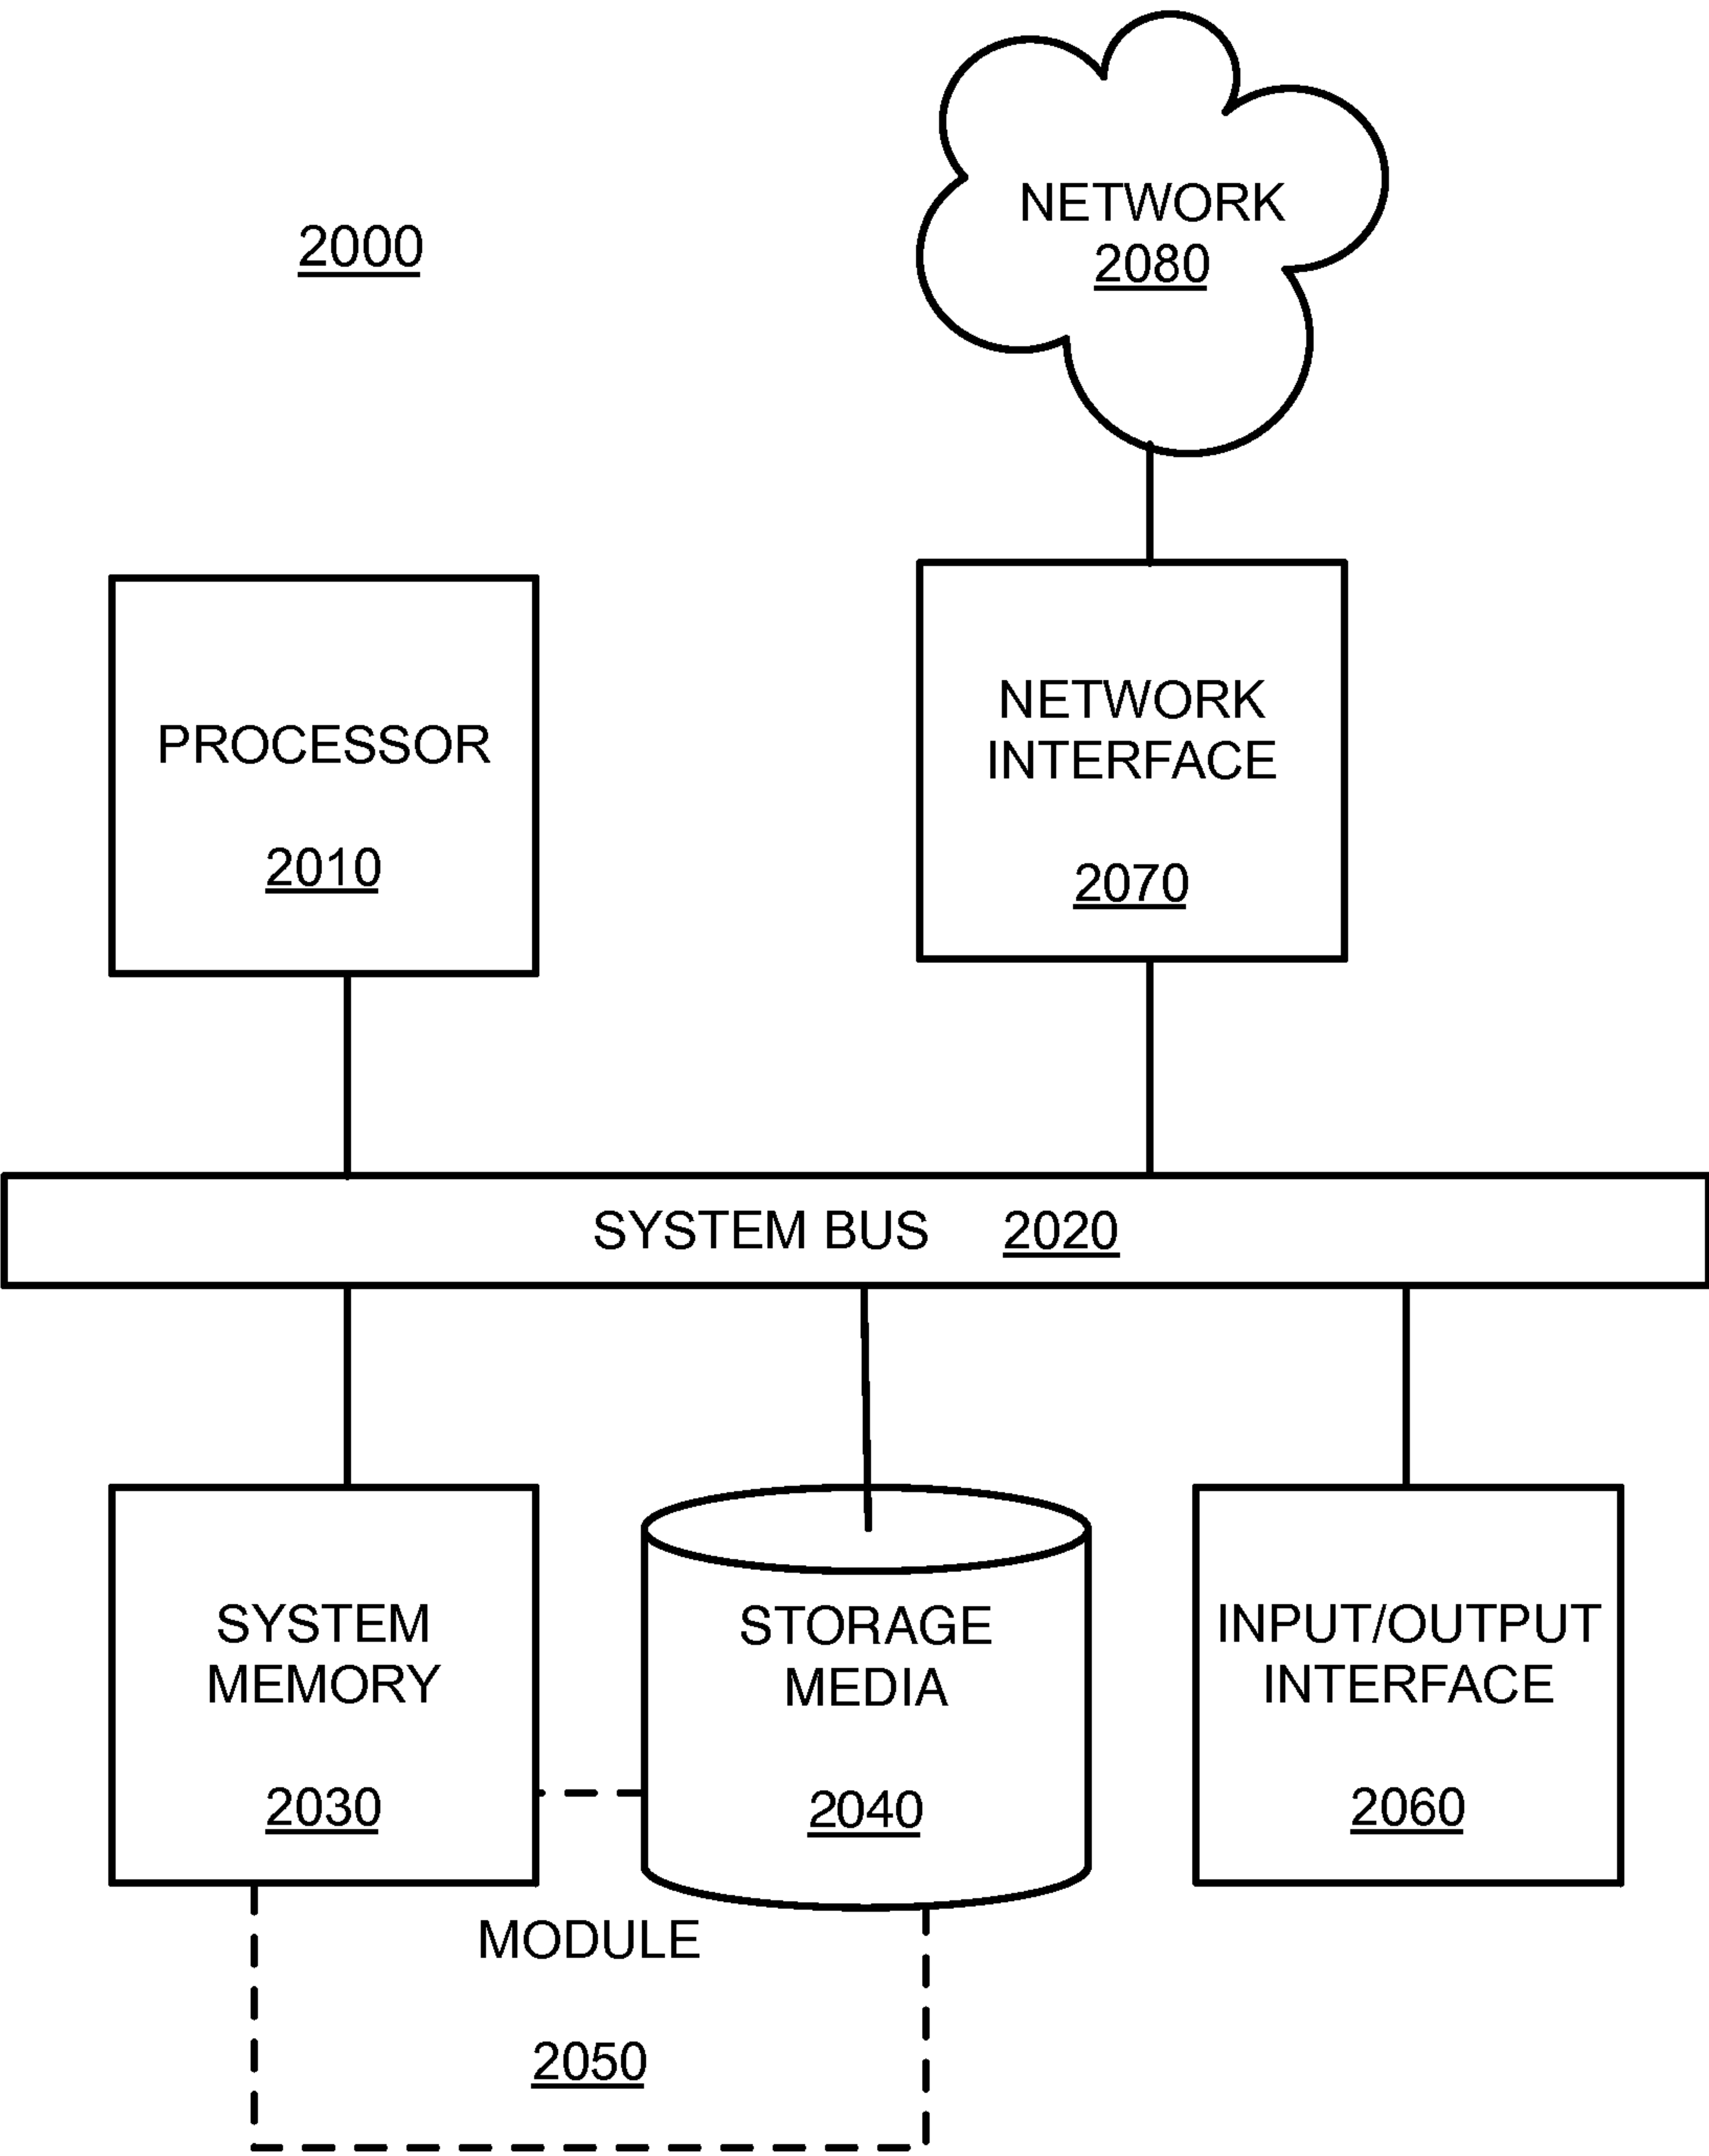 2000
NETWORK
2080
PROCESSOR
2010
NETWORK
INTERFACE
2070
SYSTEM BUS 2020
SYSTEM
MEMORY
2030
STORAGE
MEDIA
2040
INPUT/OUTPUT
INTERFACE
2060
MODULE
2050